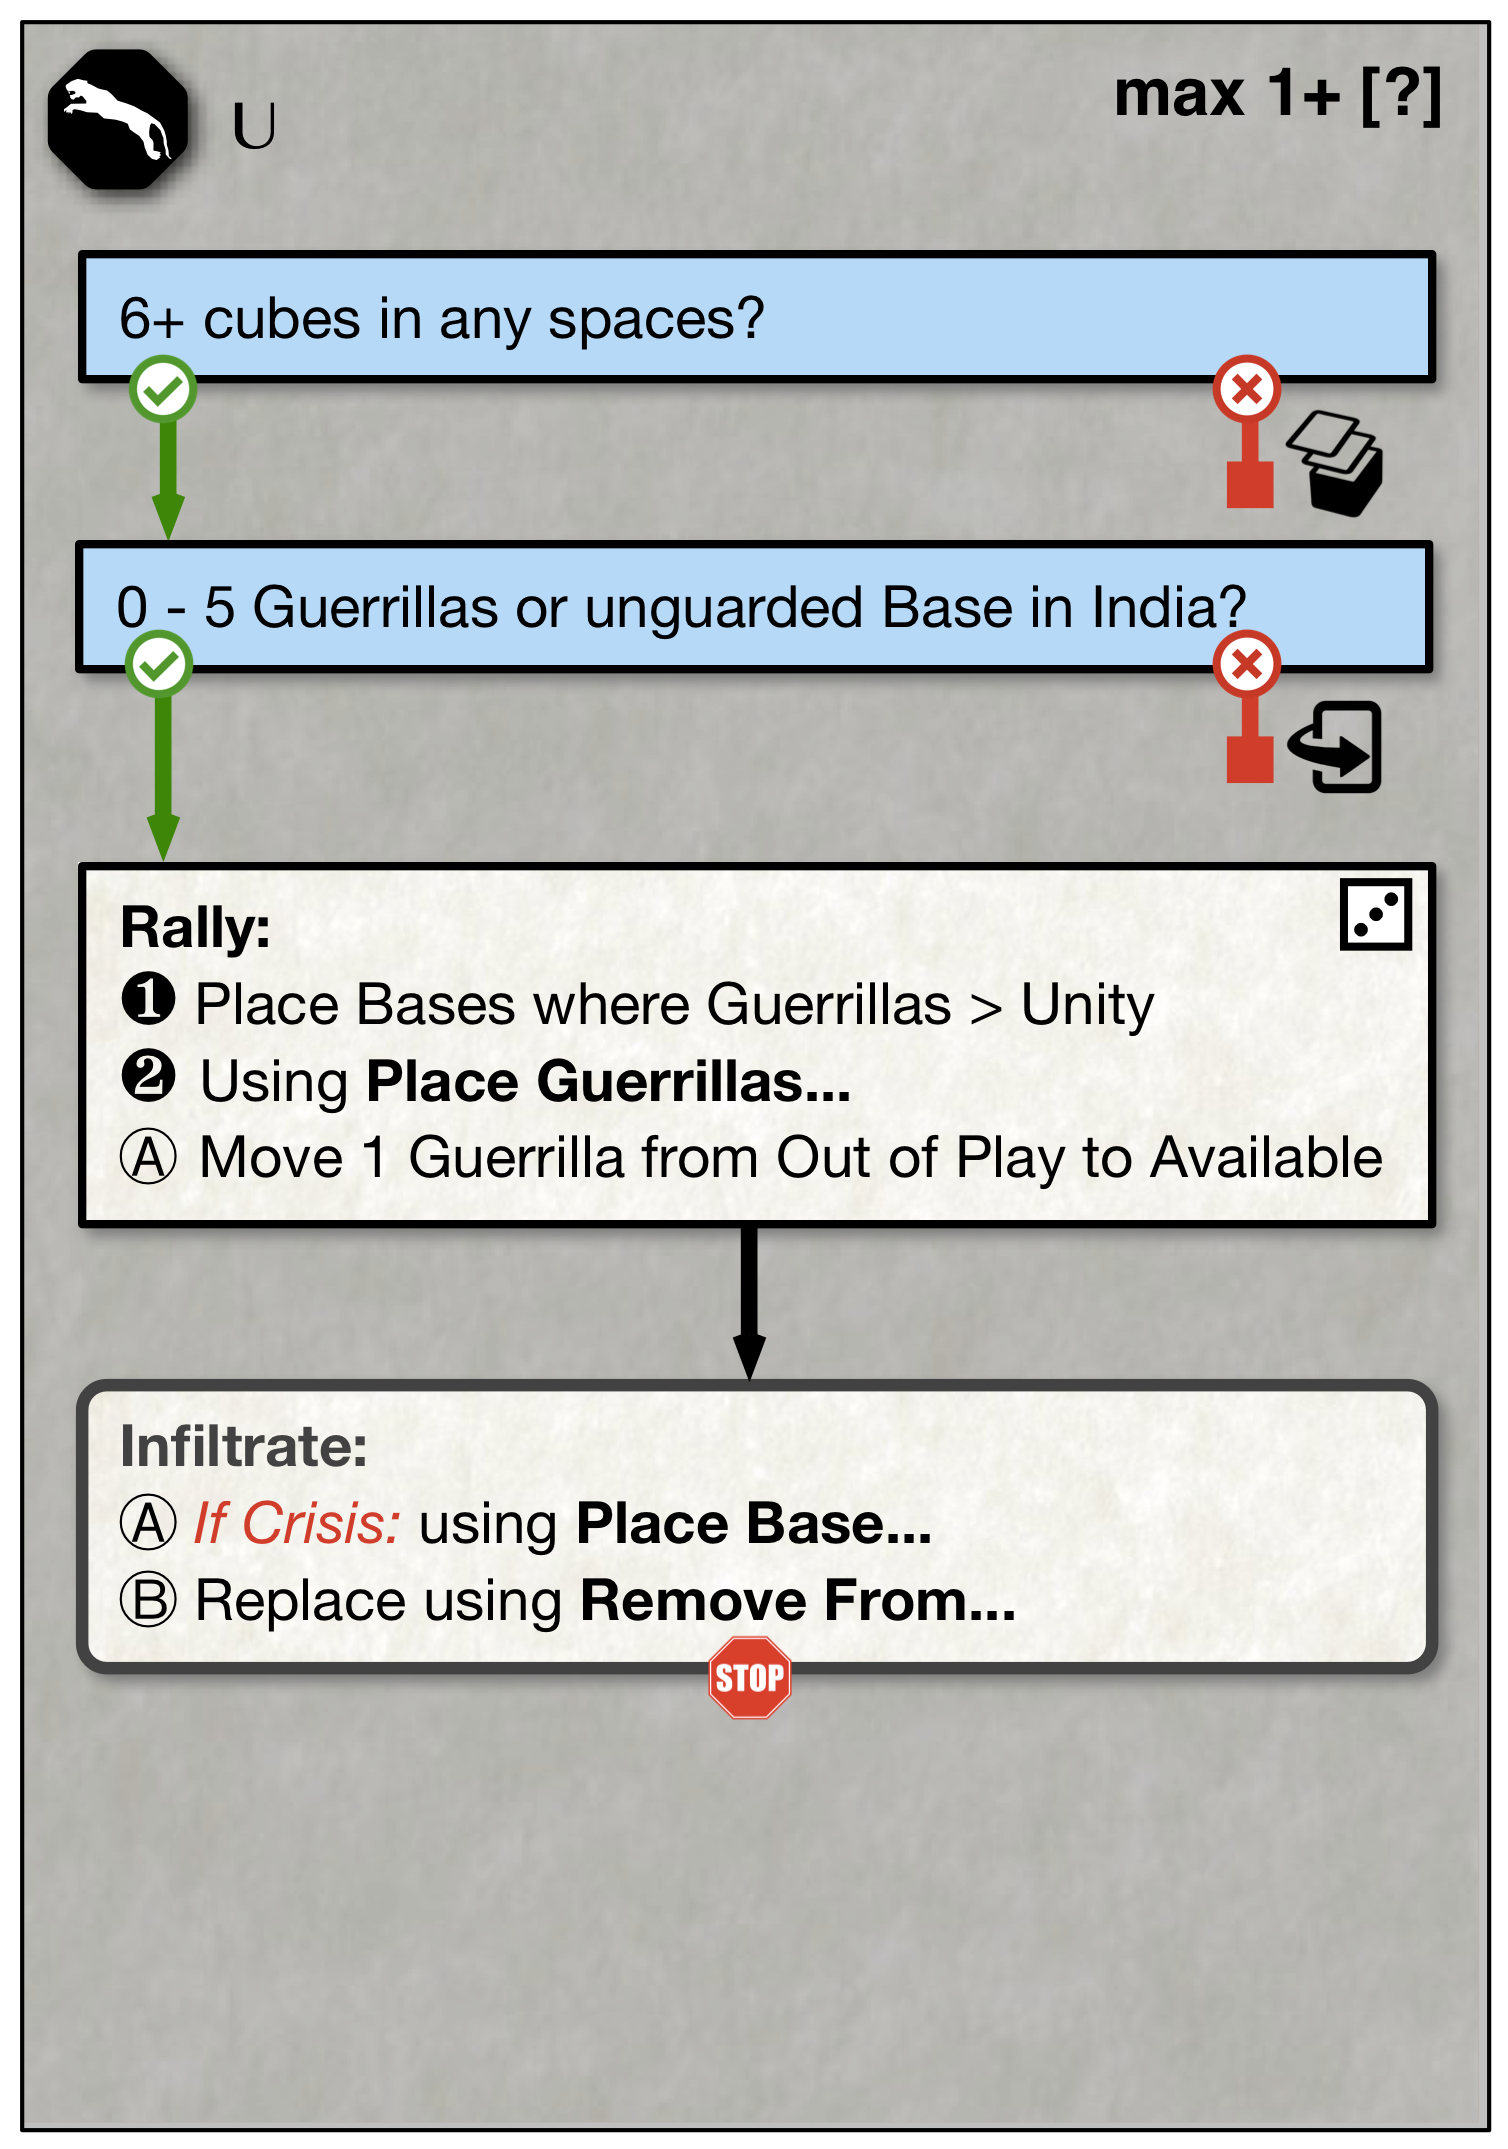 U
max 1+ [?]
6+ cubes in any spaces?
0 - 5 Guerrillas or unguarded Base in India?
Rally:
❶ Place Bases where Guerrillas > Unity
❷ Using Place Guerrillas...
Ⓐ Move 1 Guerrilla from Out of Play to Available
Infiltrate:
Ⓐ If Crisis: using Place Base...
Ⓑ Replace using Remove From...
STOP